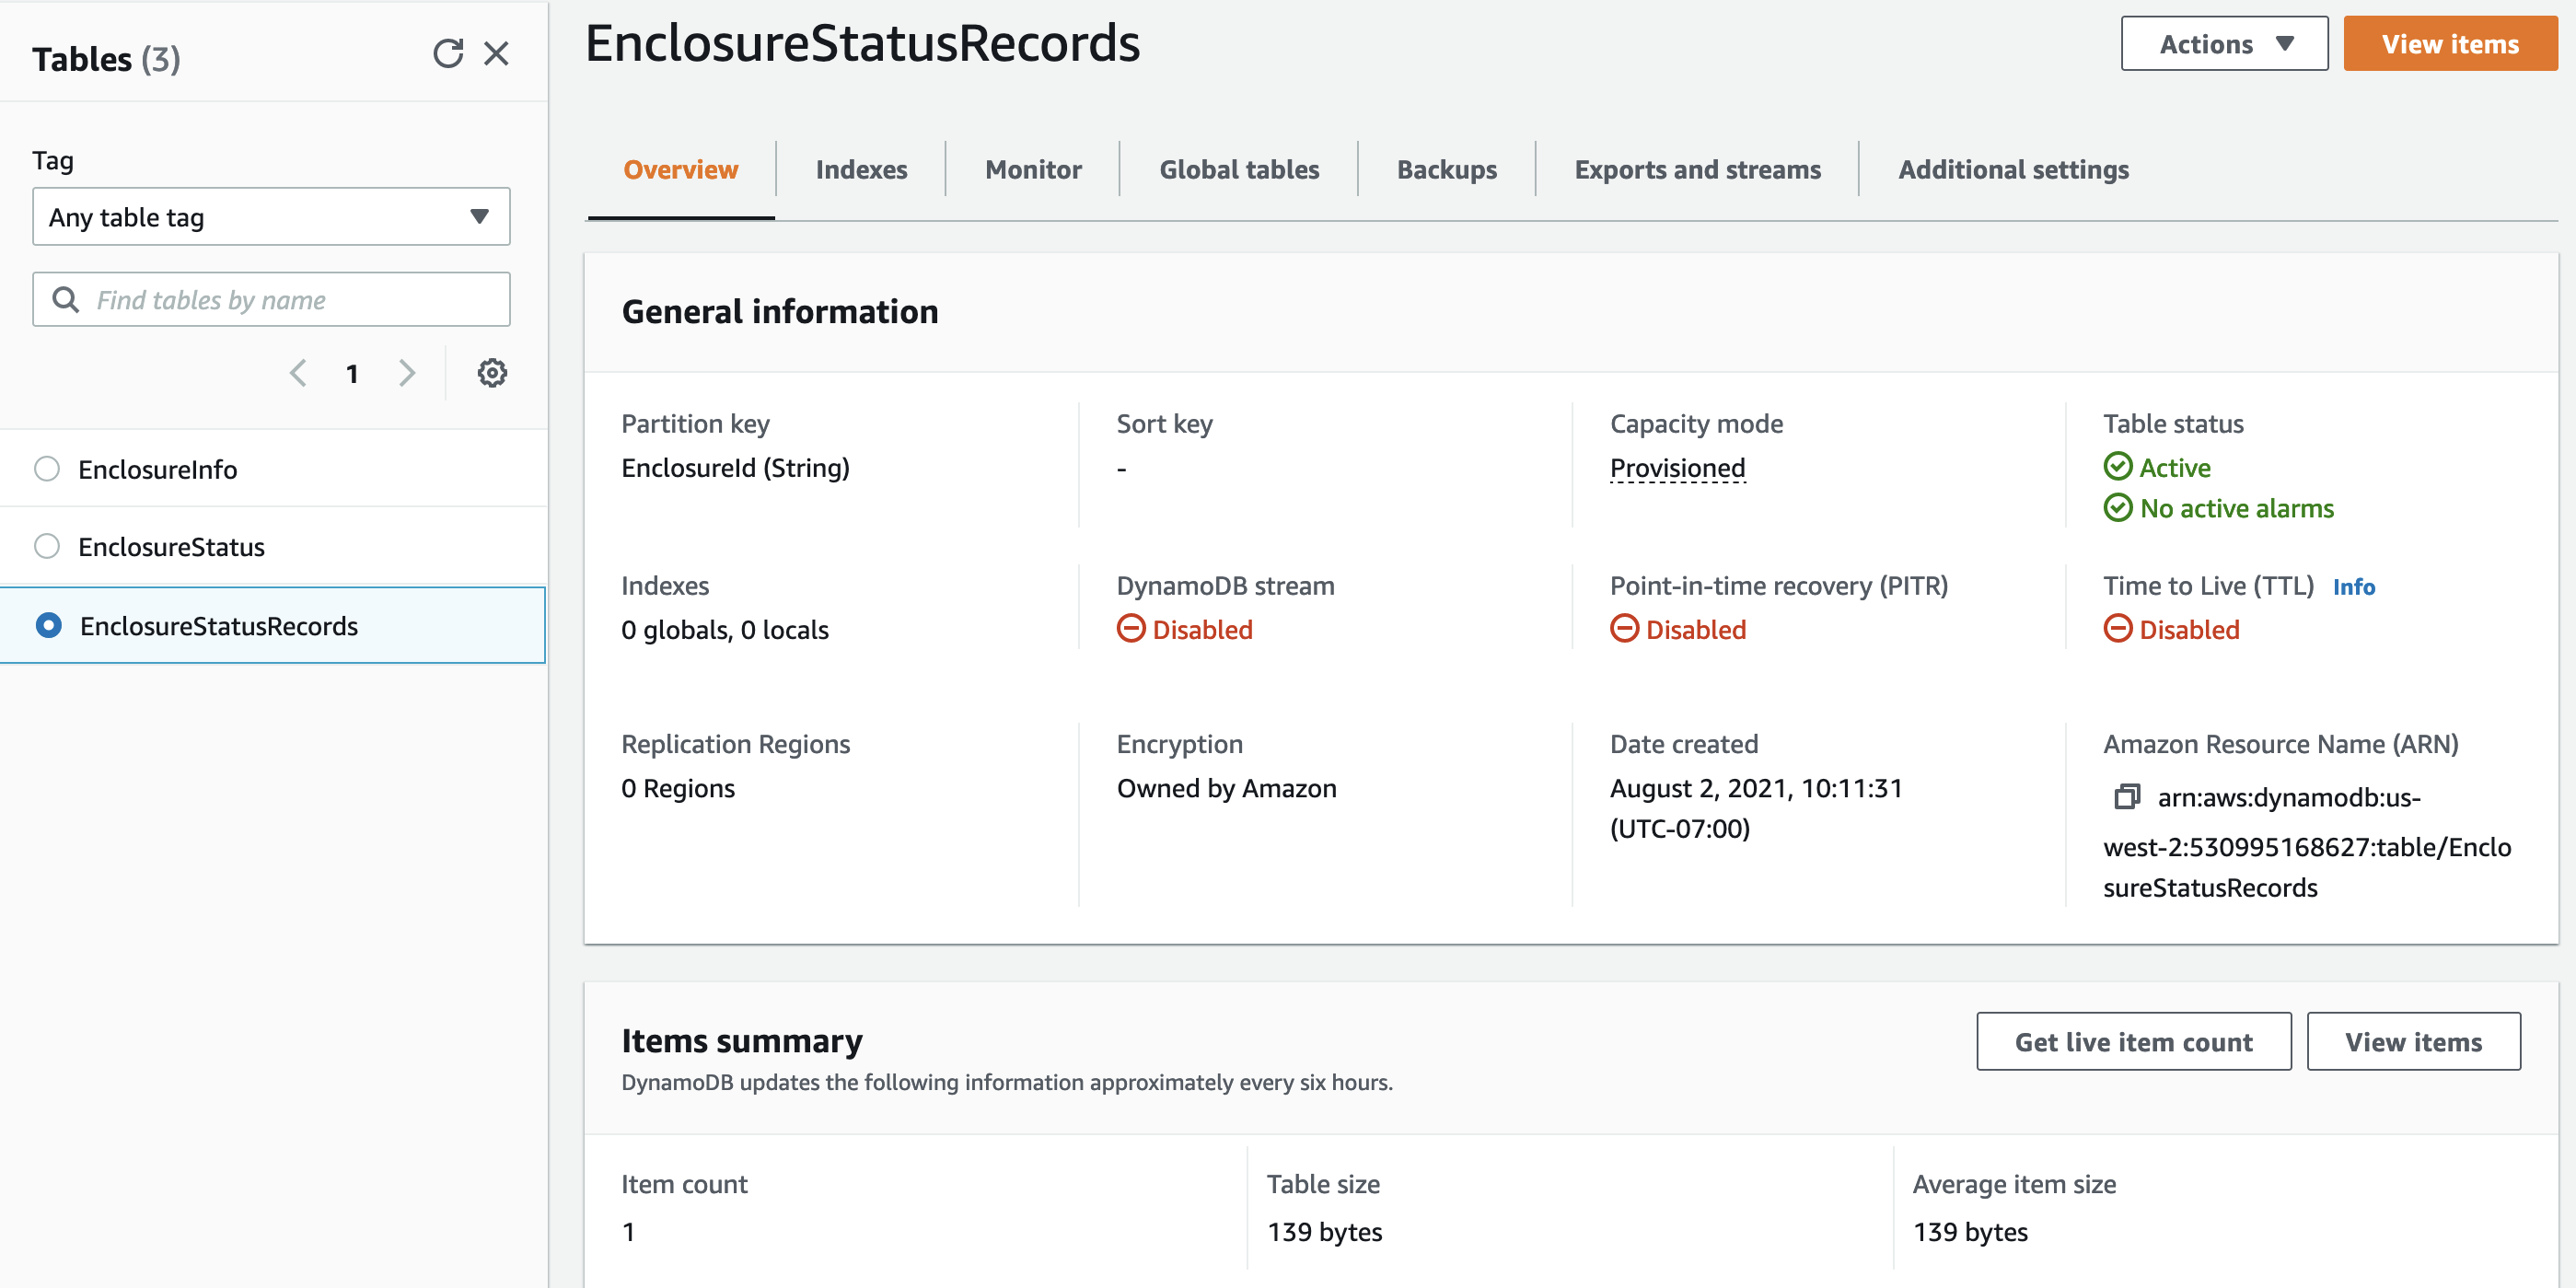 Tables (3)
Tag
Any table tag
Find tables by name
1
EnclosureInfo
EnclosureStatus
EnclosureStatusRecords
EnclosureStatusRecords
Actions
View items
Overview
Indexes
Monitor
Global tables
Backups
Exports and streams
Additional settings
General information
Partition key
EnclosureId (String)
Sort key
-
Capacity mode
Provisioned
Table status
Active
No active alarms
Indexes
0 globals, 0 locals
DynamoDB stream
Disabled
Point-in-time recovery (PITR)
Disabled
Time to Live (TTL) Info
Disabled
Replication Regions
0 Regions
Encryption
Owned by Amazon
Date created
August 2, 2021, 10:11:31
(UTC-07:00)
Amazon Resource Name (ARN)
arn:aws:dynamodb:us-
west-2:530995168627:table/Enclo
sureStatusRecords
Items summary
DynamoDB updates the following information approximately every six hours.
Get live item count
View items
Item count
1
Table size
139 bytes
Average item size
139 bytes